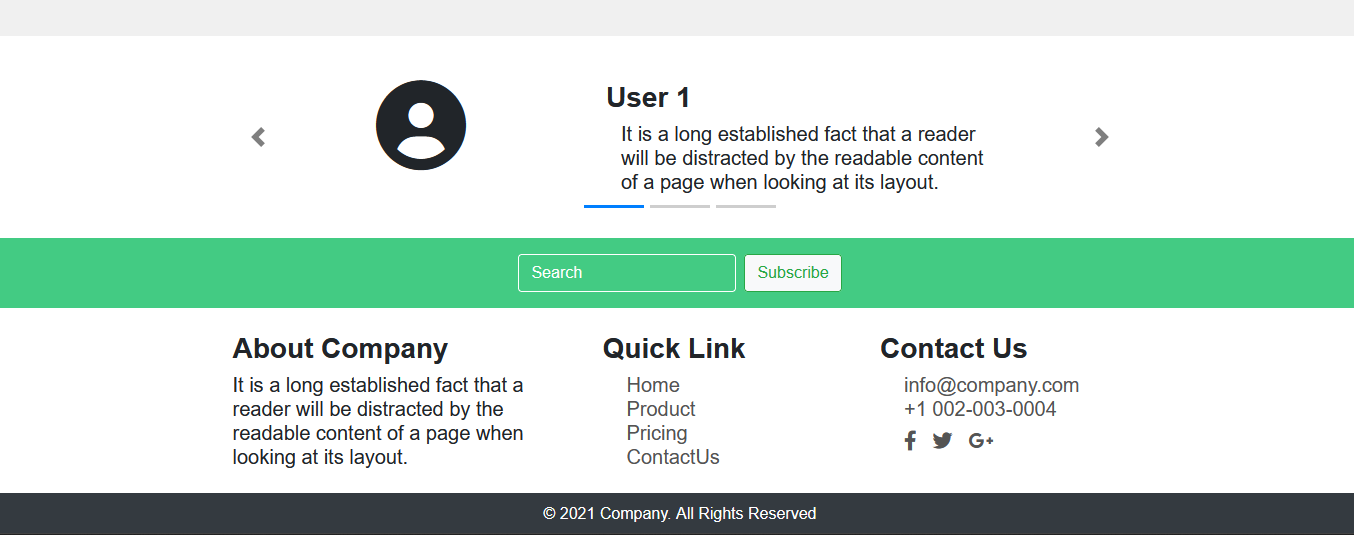 User 1
It is a long established fact that a reader
will be distracted by the readable content
of a page when looking at its layout.
Search
Subscribe
About Company
It is a long established fact that a
reader will be distracted by the
readable content of a page when
looking at its layout.
Quick Link
Home
Product
Pricing
ContactUs
Contact Us
info@company.com
+1 002-003-0004
© 2021 Company. All Rights Reserved